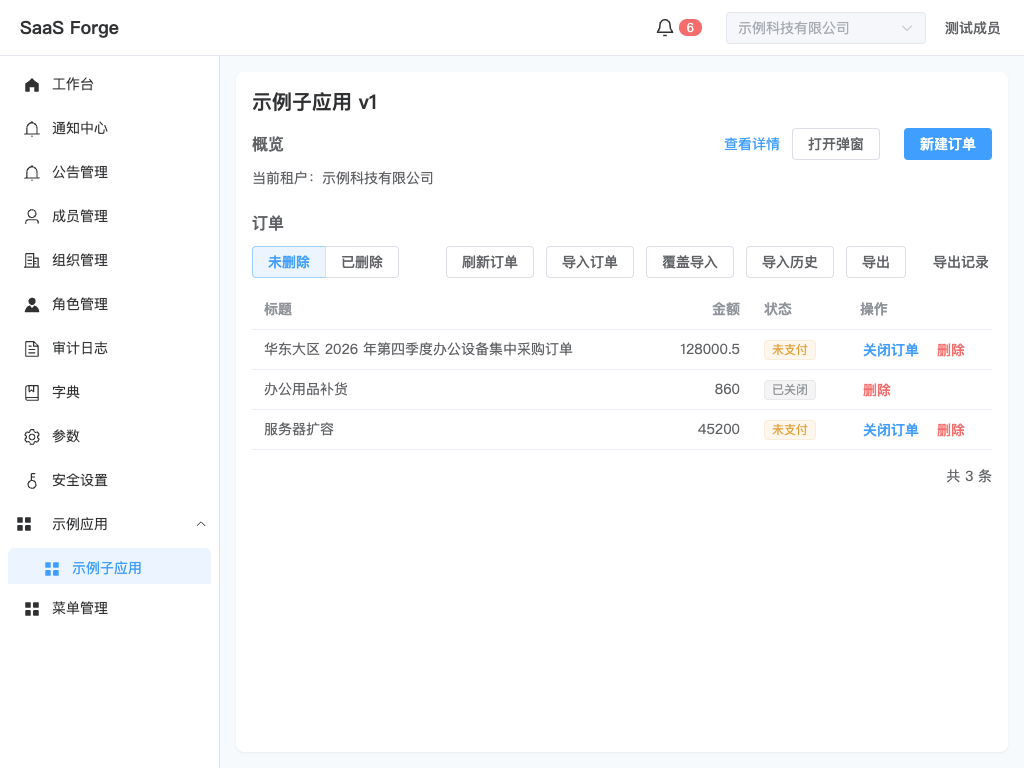 SaaS Forge
6
示例科技有限公司
测试成员
工作台
通知中心
公告管理
成员管理
组织管理
角色管理
审计日志
字典
参数
安全设置
示例应用
示例子应用
菜单管理
示例子应用 v1
概览
查看详情 打开弹窗 新建订单
当前租户：示例科技有限公司
订单
未删除 已删除 刷新订单 导入订单 覆盖导入 导入历史 导出 导出记录
标题 金额 状态 操作
华东大区 2026 年第四季度办公设备集中采购订单 128000.5 未支付 关闭订单 删除
办公用品补货 860 已关闭 删除
服务器扩容 45200 未支付 关闭订单 删除
共 3 条